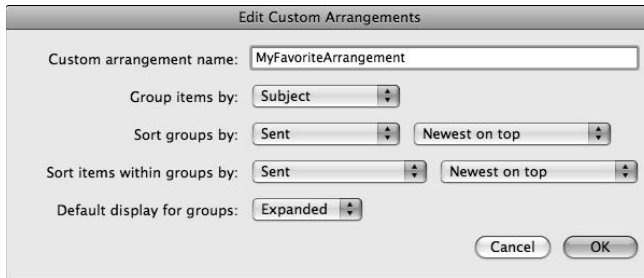 Edit Custom Arrangements
Custom arrangement name: MyFavoriteArrangement
Group items by: Subject
Sort groups by: Sent Newest on top
Sort items within groups by: Sent Newest on top
Default display for groups: Expanded
Cancel OK